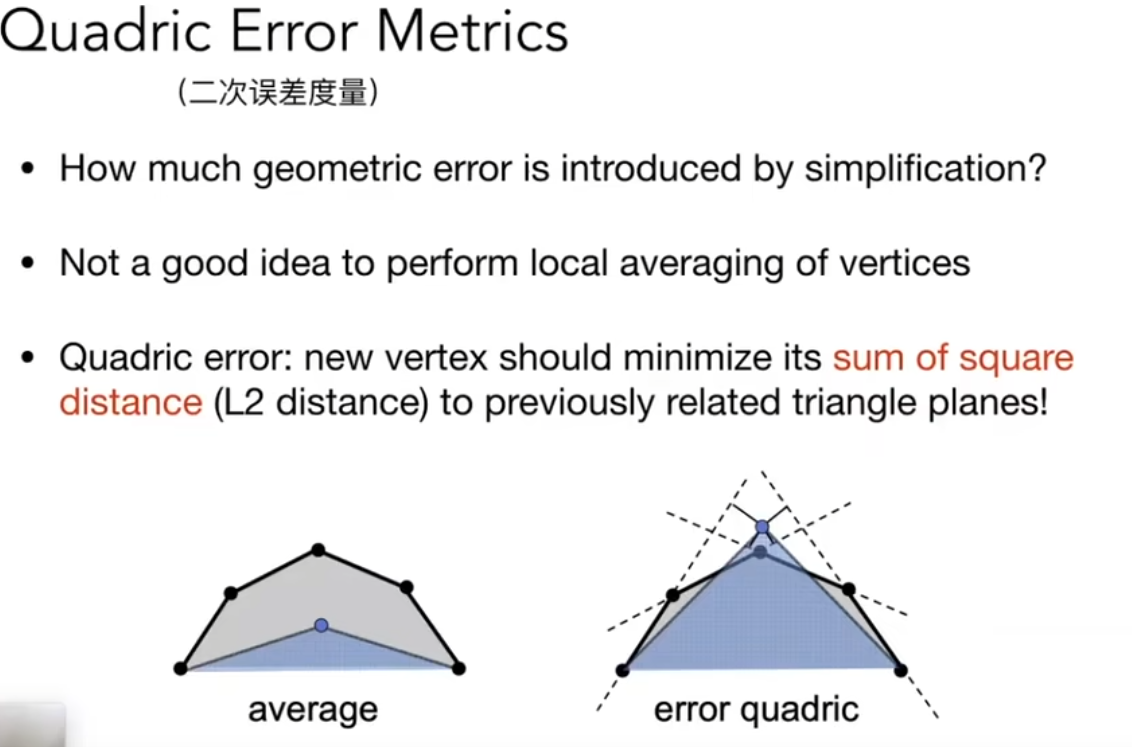 Quadric Error Metrics
(二次误差度量)
• How much geometric error is introduced by simplification?
• Not a good idea to perform local averaging of vertices
• Quadric error: new vertex should minimize its sum of square
distance (L2 distance) to previously related triangle planes!
average
error quadric